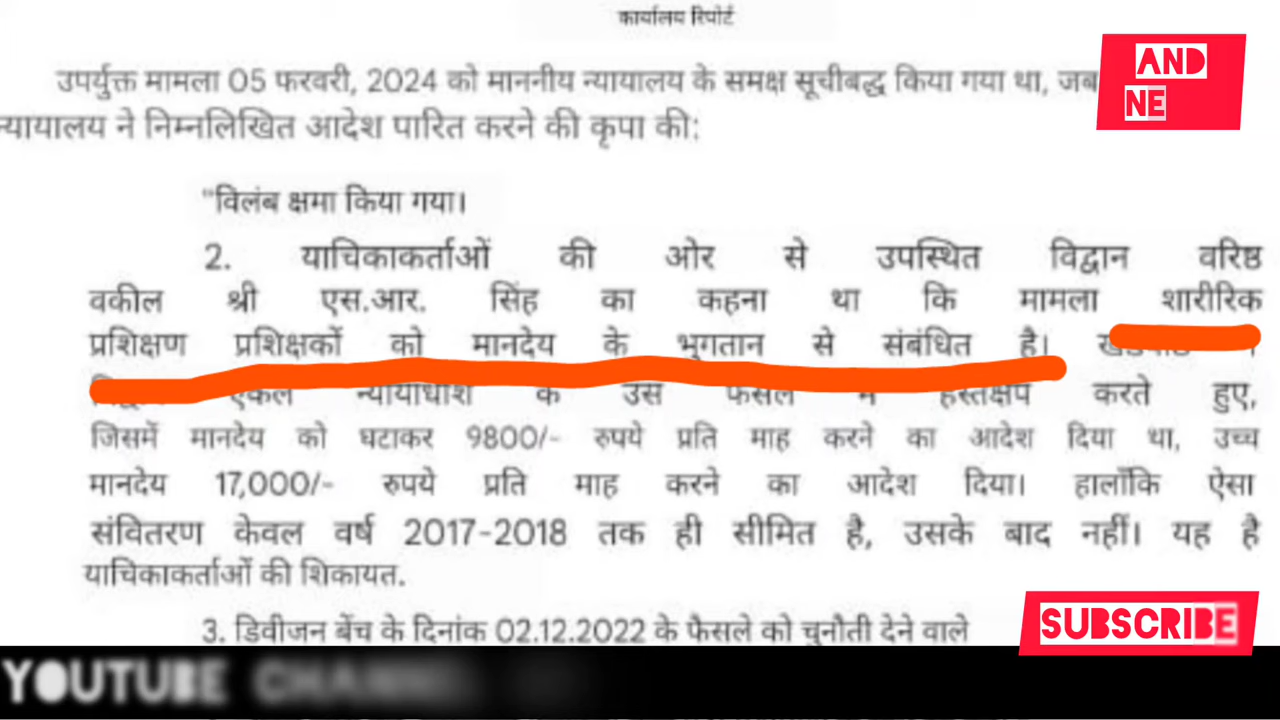 कार्यालय रिपोर्ट
उपर्युक्त मामला 05 फरवरी, 2024 को माननीय न्यायालय के समक्ष सूचीबद्ध किया गया था, जब
न्यायालय ने निम्नलिखित आदेश पारित करने की कृपा की:
"विलंब क्षमा किया गया।
2. याचिकाकर्ताओं की ओर से उपस्थित विद्वान वरिष्ठ
वकील श्री एस.आर. सिंह का कहना था कि मामला शारीरिक
प्रशिक्षण प्रशिक्षकों को मानदेय के भुगतान से संबंधित है।
एकल न्यायाधीश के उस फैसले में हस्तक्षेप करते हुए,
जिसमें मानदेय को घटाकर 9800/- रुपये प्रति माह करने का आदेश दिया था, उच्च
मानदेय 17,000/- रुपये प्रति माह करने का आदेश दिया। हालाँकि ऐसा
संवितरण केवल वर्ष 2017-2018 तक ही सीमित है, उसके बाद नहीं। यह है
याचिकाकर्ताओं की शिकायत.
3. डिवीजन बेंच के दिनांक 02.12.2022 के फैसले को चुनौती देने वाले
AND
NE
SUBSCRIBE
YOUTUBE CHANNEL